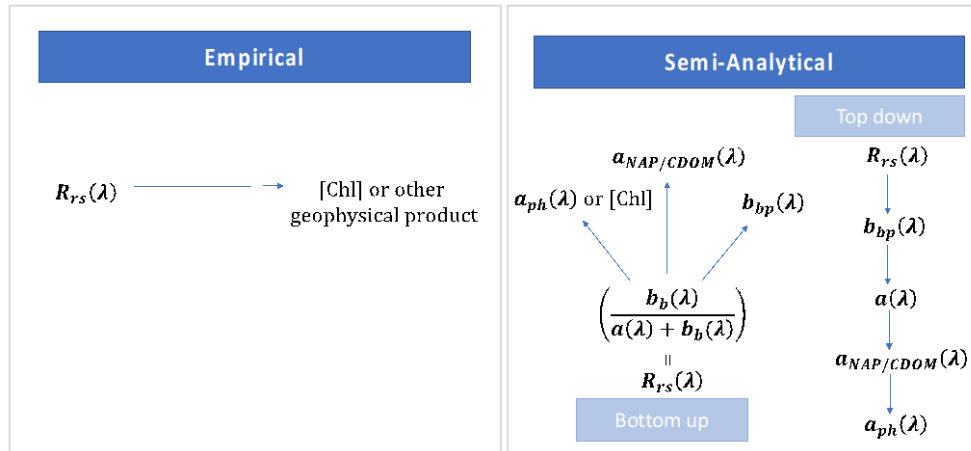 Empirical
R_rs(λ)
[Chl] or other
geophysical product
Semi-Analytical
Top down
a_NAP/CDOM(λ)
a_ph(λ) or [Chl]
b_bp(λ)
(b_b(λ) / a(λ) + b_b(λ))
=
R_rs(λ)
Bottom up
R_rs(λ)
b_bp(λ)
a(λ)
a_NAP/CDOM(λ)
a_ph(λ)